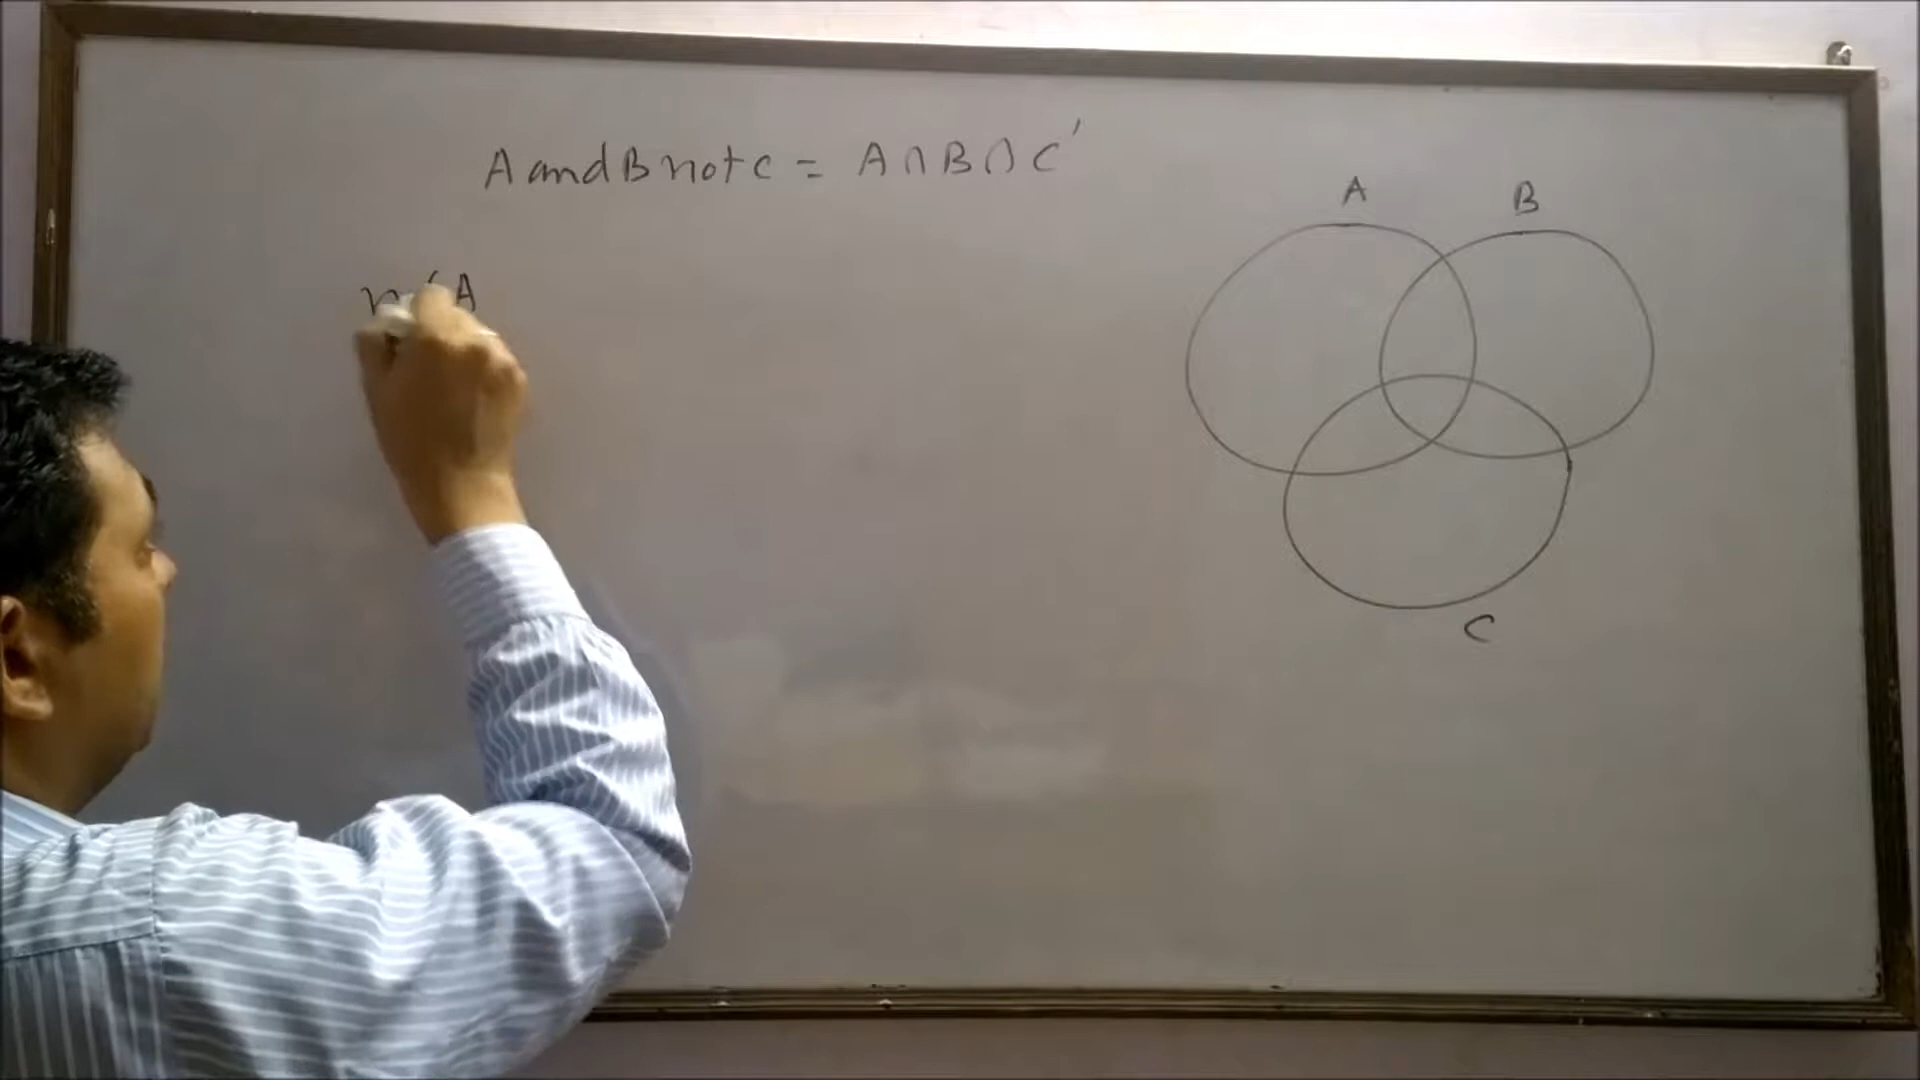 A and B not c = A∩B∩C'
n(A
A
B
C